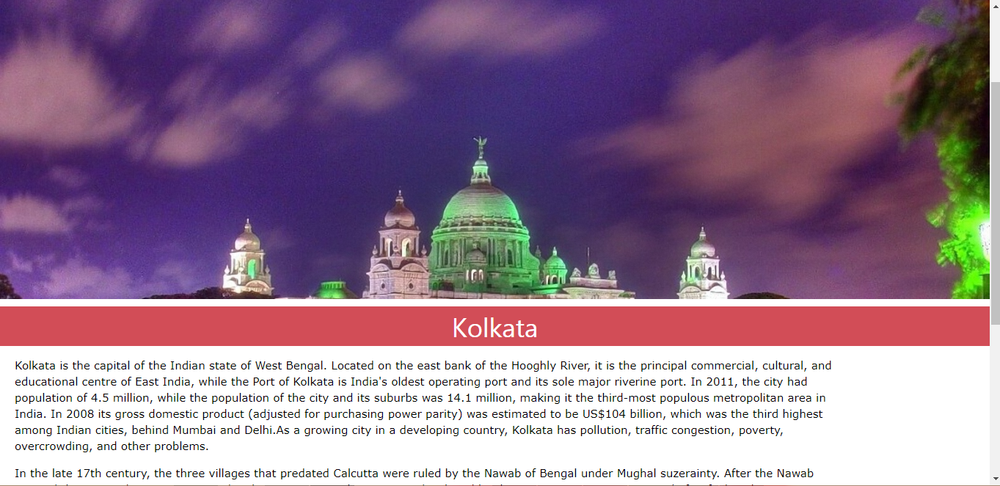 Kolkata
Kolkata is the capital of the Indian state of West Bengal. Located on the east bank of the Hooghly River, it is the principal commercial, cultural, and
educational centre of East India, while the Port of Kolkata is India's oldest operating port and its sole major riverine port. In 2011, the city had
population of 4.5 million, while the population of the city and its suburbs was 14.1 million, making it the third-most populous metropolitan area in
India. In 2008 its gross domestic product (adjusted for purchasing power parity) was estimated to be US$104 billion, which was the third highest
among Indian cities, behind Mumbai and Delhi.As a growing city in a developing country, Kolkata has pollution, traffic congestion, poverty,
overcrowding, and other problems.
In the late 17th century, the three villages that predated Calcutta were ruled by the Nawab of Bengal under Mughal suzerainty. After the Nawab